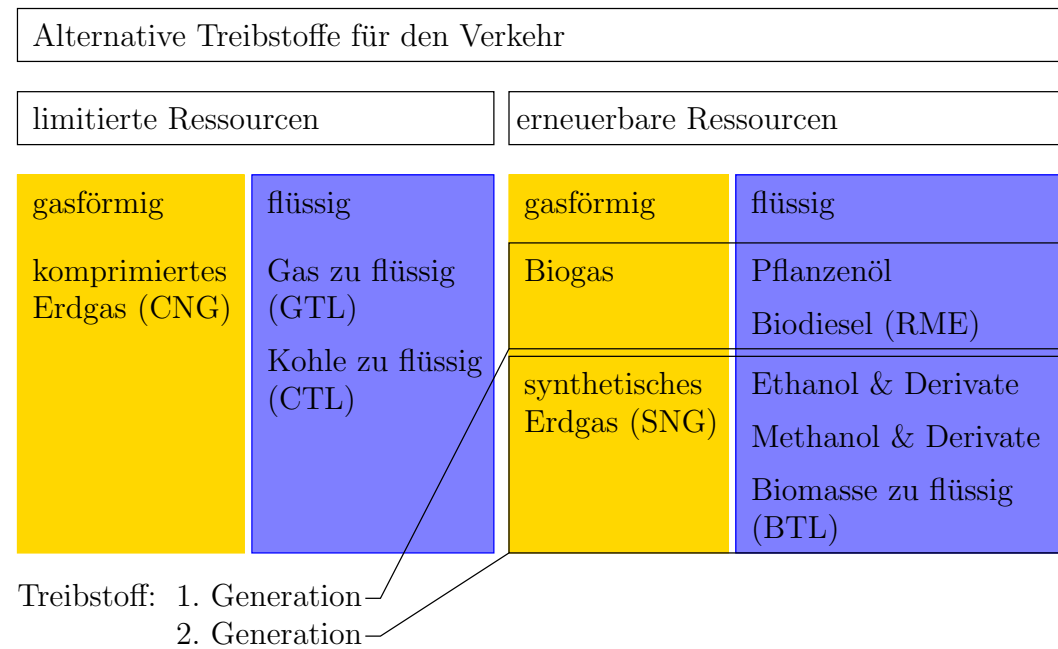 Alternative Treibstoffe für den Verkehr
limitierte Ressourcen
erneuerbare Ressourcen
gasförmig
komprimiertes
Erdgas (CNG)
flüssig
Gas zu flüssig
(GTL)
Kohle zu flüssig
(CTL)
gasförmig
Biogas
synthetisches
Erdgas (SNG)
flüssig
Pflanzenöl
Biodiesel (RME)
Ethanol & Derivate
Methanol & Derivate
Biomasse zu flüssig
(BTL)
Treibstoff: 1. Generation
2. Generation